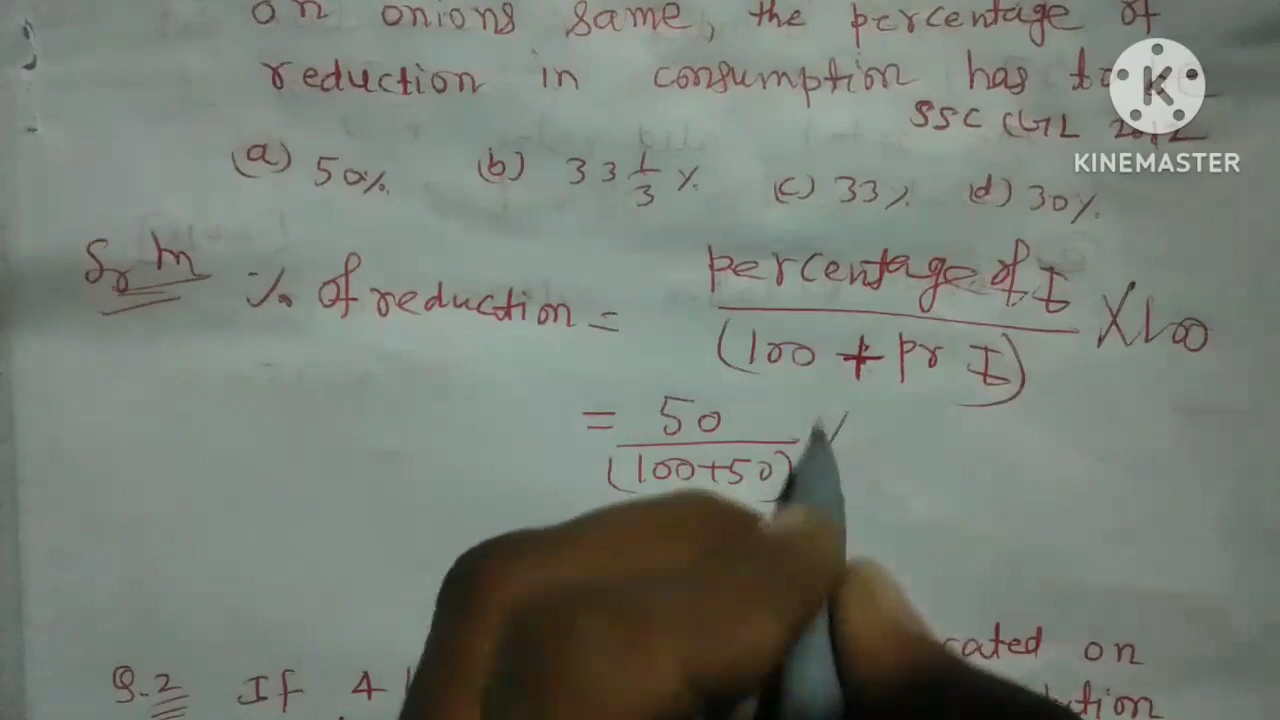 on onions same, the percentage of
reduction in consumption has
SSC CGL 2012
(a) 50% (b) 33 1/3 % (c) 33% (d) 30%
K
KINEMASTER
Sol^n % of reduction = percentage of I / (100 + pr I) X 100
= 50 / (100+50)
Q.2 If 4 cated on
tion